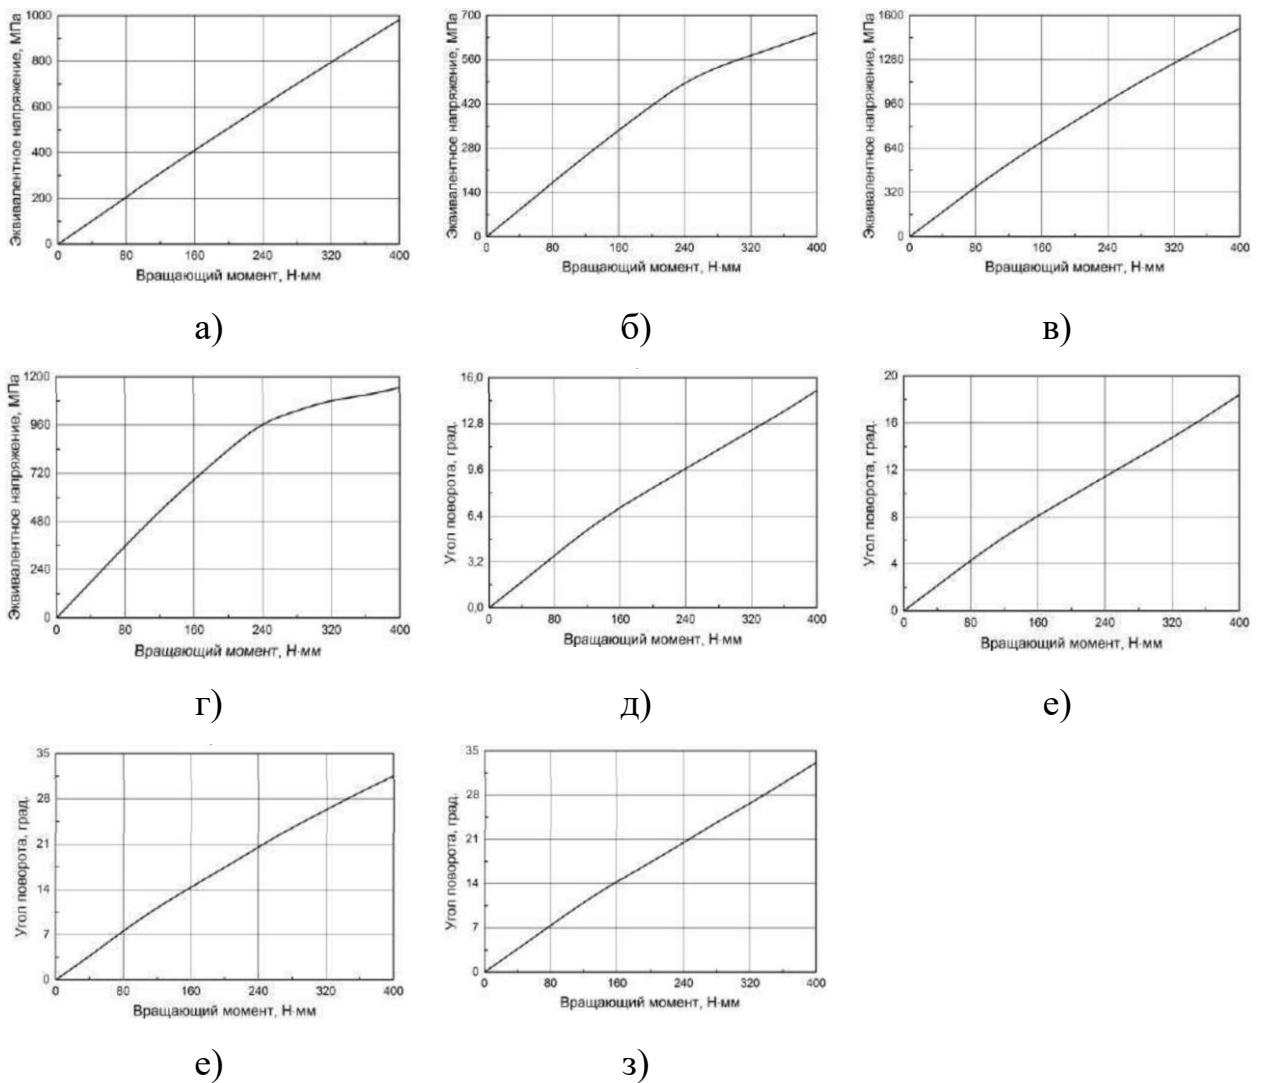 1000
800
600
400
200
0
0 80 160 240 320 400
Эквивалентное напряжение, МПа
Вращающий момент, Н·мм
а)
700
560
420
280
140
0
0 80 160 240 320 400
Эквивалентное напряжение, МПа
Вращающий момент, Н·мм
б)
1600
1280
960
640
320
0
0 80 160 240 320 400
Эквивалентное напряжение, МПа
Вращающий момент, Н·мм
в)
1200
960
720
480
240
0
0 80 160 240 320 400
Эквивалентное напряжение, МПа
Вращающий момент, Н·мм
г)
16,0
12,8
9,6
6,4
3,2
0,0
0 80 160 240 320 400
Угол поворота, град.
Вращающий момент, Н·мм
д)
20
16
12
8
4
0
0 80 160 240 320 400
Угол поворота, град.
Вращающий момент, Н·мм
е)
35
28
21
14
7
0
0 80 160 240 320 400
Угол поворота, град.
Вращающий момент, Н·мм
е)
35
28
21
14
7
0
0 80 160 240 320 400
Угол поворота, град.
Вращающий момент, Н·мм
з)